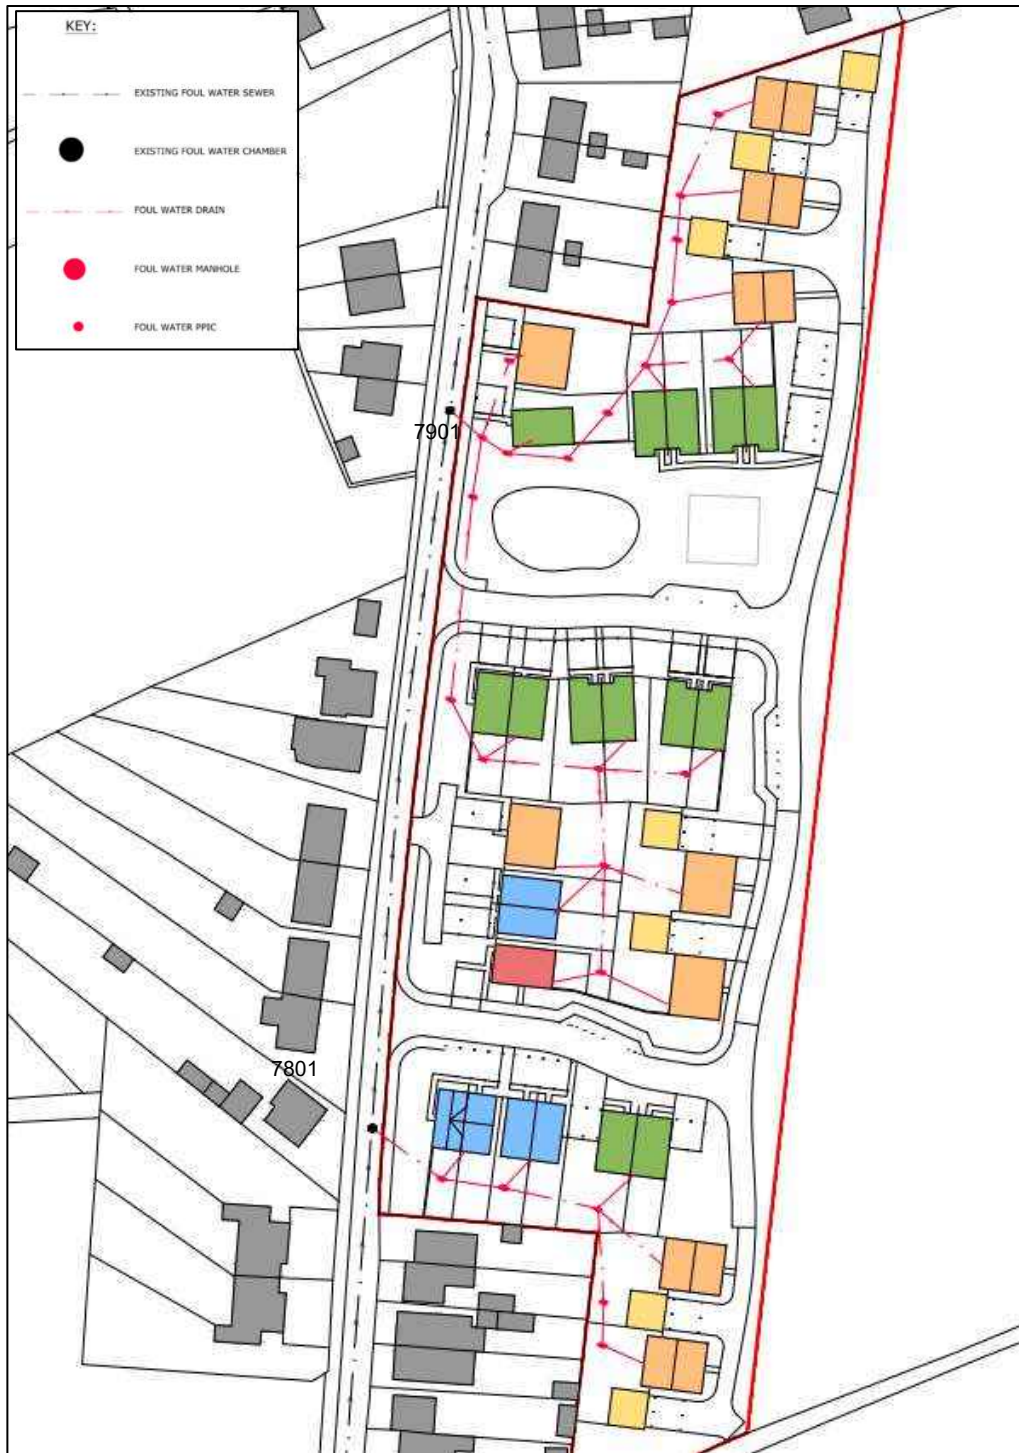 KEY:
EXISTING FOUL WATER SEWER
EXISTING FOUL WATER CHAMBER
FOUL WATER DRAIN
FOUL WATER MANHOLE
FOUL WATER PPIC
7901
7801